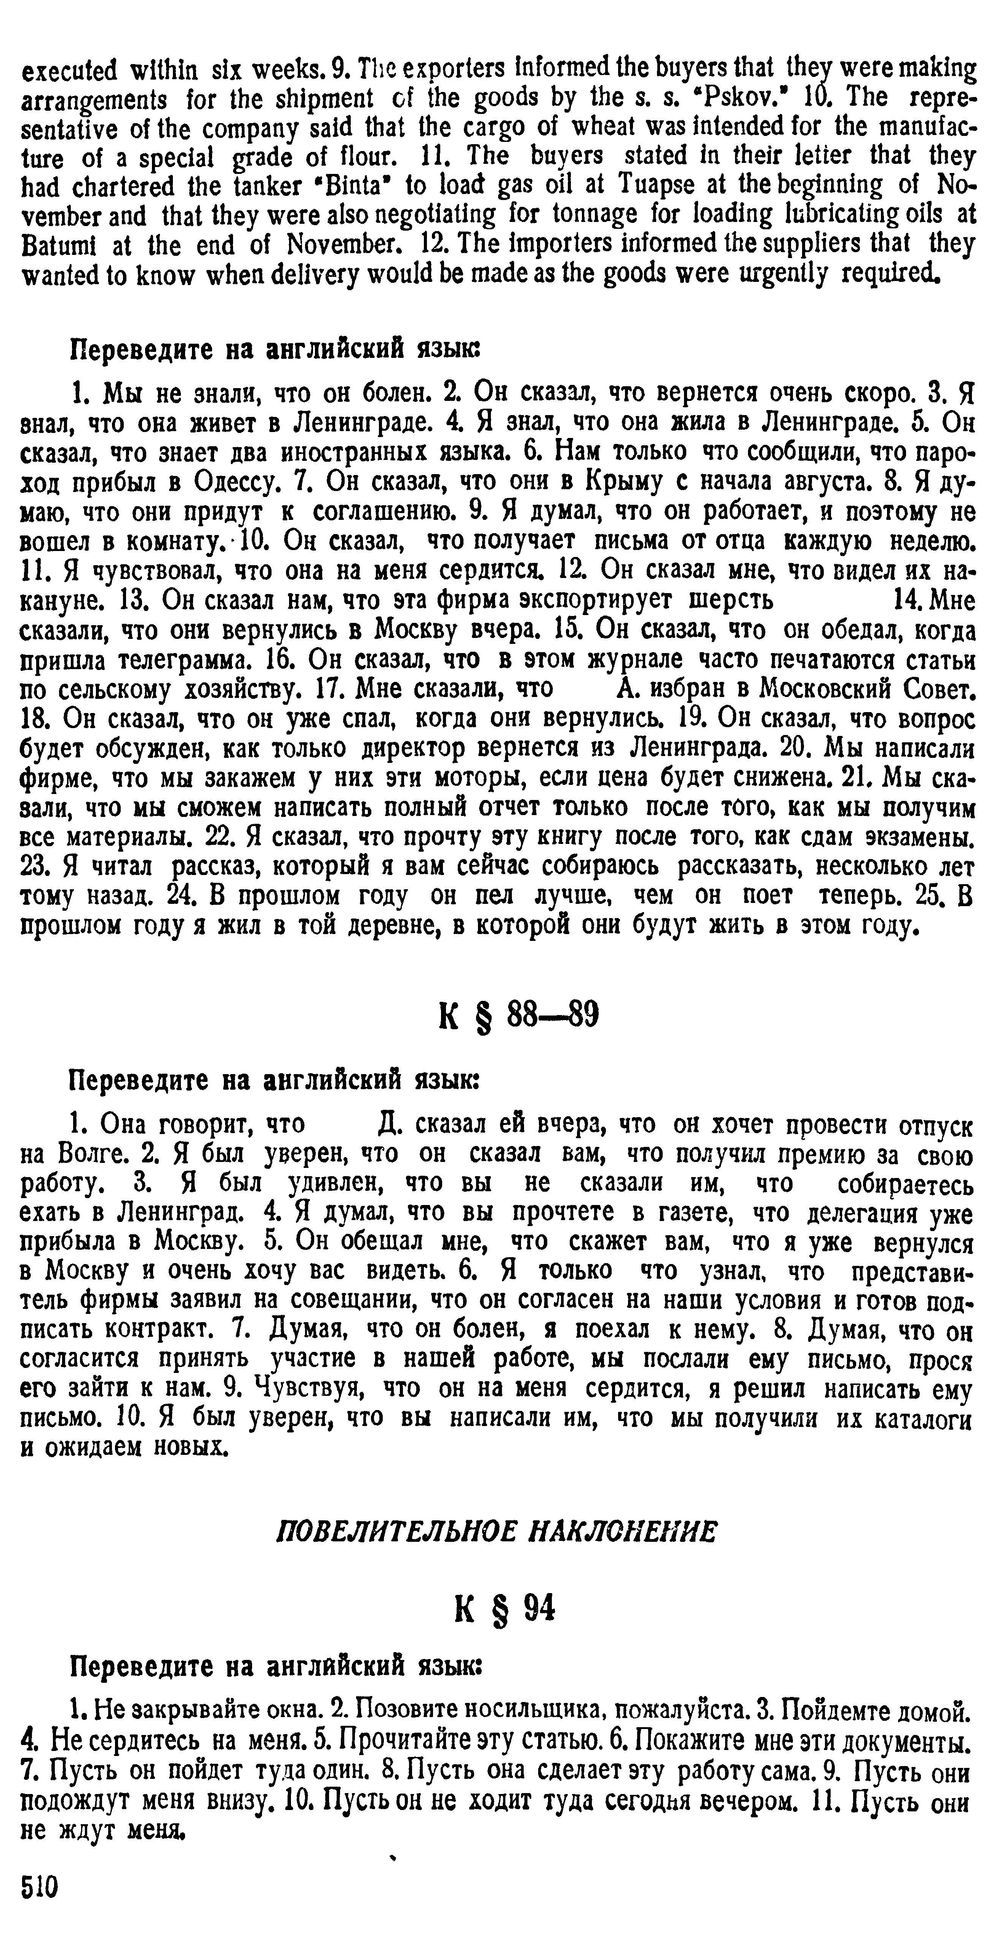 executed within six weeks. 9. The exporters informed the buyers that they were making
arrangements for the shipment of the goods by the s. s. "Pskov." 10. The repre-
sentative of the company said that the cargo of wheat was intended for the manufac-
ture of a special grade of flour. 11. The buyers stated in their letter that they
had chartered the tanker "Binta" to load gas oil at Tuapse at the beginning of No-
vember and that they were also negotiating for tonnage for loading lubricating oils at
Batumi at the end of November. 12. The importers informed the suppliers that they
wanted to know when delivery would be made as the goods were urgently required.
Переведите на английский язык:
1. Мы не знали, что он болен. 2. Он сказал, что вернется очень скоро. 3. Я
знал, что она живет в Ленинграде. 4. Я знал, что она жила в Ленинграде. 5. Он
сказал, что знает два иностранных языка. 6. Нам только что сообщили, что паро-
ход прибыл в Одессу. 7. Он сказал, что они в Крыму с начала августа. 8. Я ду-
маю, что они придут к соглашению. 9. Я думал, что он работает, и поэтому не
вошел в комнату. 10. Он сказал, что получает письма от отца каждую неделю.
11. Я чувствовал, что она на меня сердится. 12. Он сказал мне, что видел их на-
кануне. 13. Он сказал нам, что эта фирма экспортирует шерсть 14. Мне
сказали, что они вернулись в Москву вчера. 15. Он сказал, что он обедал, когда
пришла телеграмма. 16. Он сказал, что в этом журнале часто печатаются статьи
по сельскому хозяйству. 17. Мне сказали, что А. избран в Московский Совет.
18. Он сказал, что он уже спал, когда они вернулись. 19. Он сказал, что вопрос
будет обсужден, как только директор вернется из Ленинграда. 20. Мы написали
фирме, что мы закажем у них эти моторы, если цена будет снижена. 21. Мы ска-
зали, что мы сможем написать полный отчет только после того, как мы получим
все материалы. 22. Я сказал, что прочту эту книгу после того, как сдам экзамены.
23. Я читал рассказ, который я вам сейчас собираюсь рассказать, несколько лет
тому назад. 24. В прошлом году он пел лучше, чем он поет теперь. 25. В
прошлом году я жил в той деревне, в которой они будут жить в этом году.
К § 88—89
Переведите на английский язык:
1. Она говорит, что Д. сказал ей вчера, что он хочет провести отпуск
на Волге. 2. Я был уверен, что он сказал вам, что получил премию за свою
работу. 3. Я был удивлен, что вы не сказали им, что собираетесь
ехать в Ленинград. 4. Я думал, что вы прочтете в газете, что делегация уже
прибыла в Москву. 5. Он обещал мне, что скажет вам, что я уже вернулся
в Москву и очень хочу вас видеть. 6. Я только что узнал, что представи-
тель фирмы заявил на совещании, что он согласен на наши условия и готов под-
писать контракт. 7. Думая, что он болен, я поехал к нему. 8. Думая, что он
согласится принять участие в нашей работе, мы послали ему письмо, прося
его зайти к нам. 9. Чувствуя, что он на меня сердится, я решил написать ему
письмо. 10. Я был уверен, что вы написали им, что мы получили их каталоги
и ожидаем новых.
ПОВЕЛИТЕЛЬНОЕ НАКЛОНЕНИЕ
К § 94
Переведите на английский язык:
1. Не закрывайте окна. 2. Позовите носильщика, пожалуйста. 3. Пойдемте домой.
4. Не сердитесь на меня. 5. Прочитайте эту статью. 6. Покажите мне эти документы.
7. Пусть он пойдет туда один. 8. Пусть она сделает эту работу сама. 9. Пусть они
подождут меня внизу. 10. Пусть он не ходит туда сегодня вечером. 11. Пусть они
не ждут меня.
510